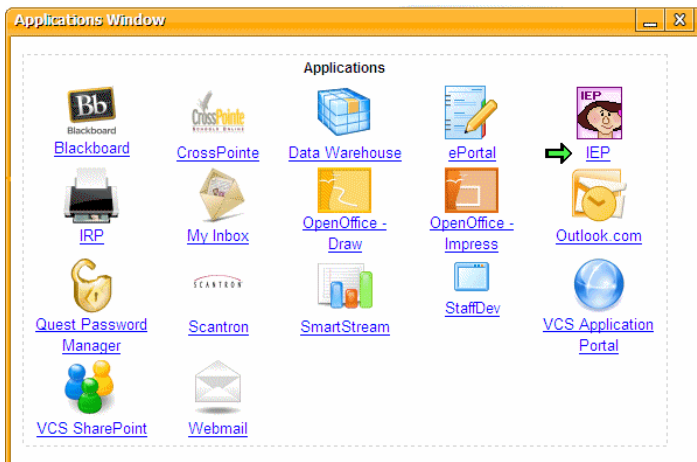 Applications Window
Applications
Bb
Blackboard
Blackboard
CrossPointe
SCHOOLS ONLINE
CrossPointe
Data Warehouse
ePortal
IEP
IEP
IRP
My Inbox
OpenOffice -
Draw
OpenOffice -
Impress
Outlook.com
Quest Password
Manager
SCANTRON
Scantron
SmartStream
StaffDev
VCS Application
Portal
VCS SharePoint
Webmail